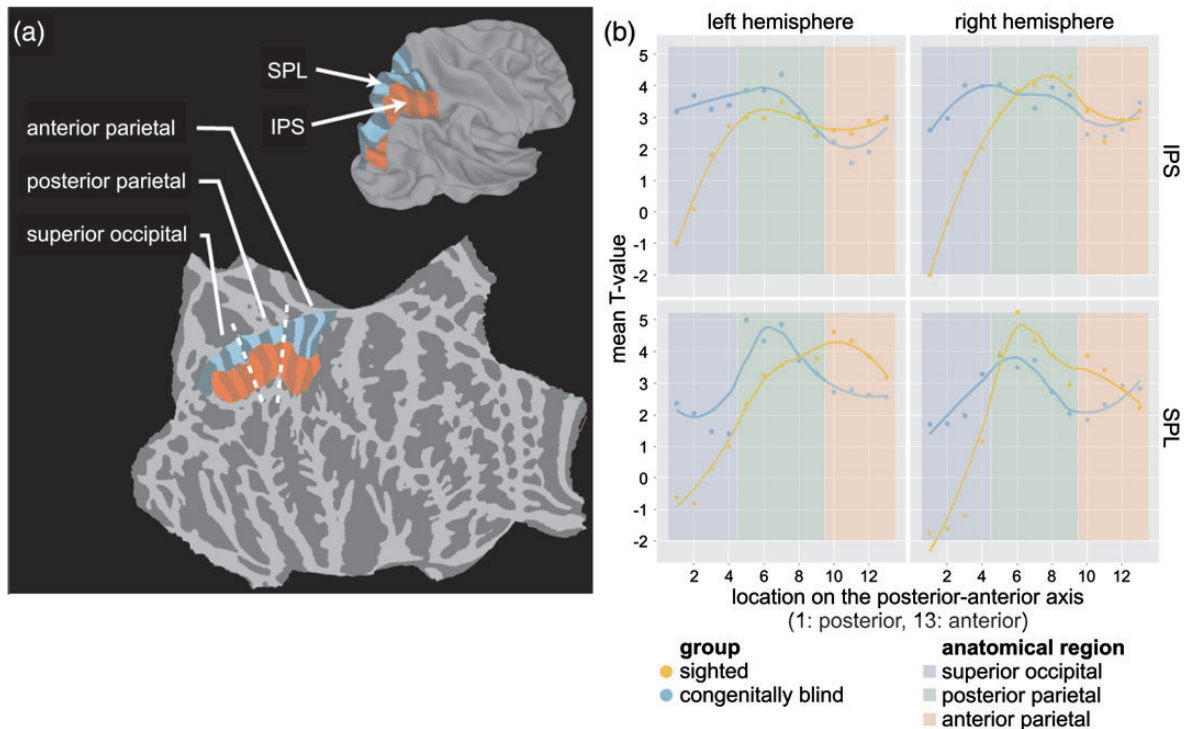 (a)
SPL
IPS
anterior parietal
posterior parietal
superior occipital
(b)
left hemisphere
right hemisphere
5
4
3
2
1
0
-1
-2
IPS
5
4
3
2
1
0
-1
-2
SPL
mean T-value
2 4 6 8 10 12
2 4 6 8 10 12
location on the posterior-anterior axis
(1: posterior, 13: anterior)
group
sighted
congenitally blind
anatomical region
superior occipital
posterior parietal
anterior parietal